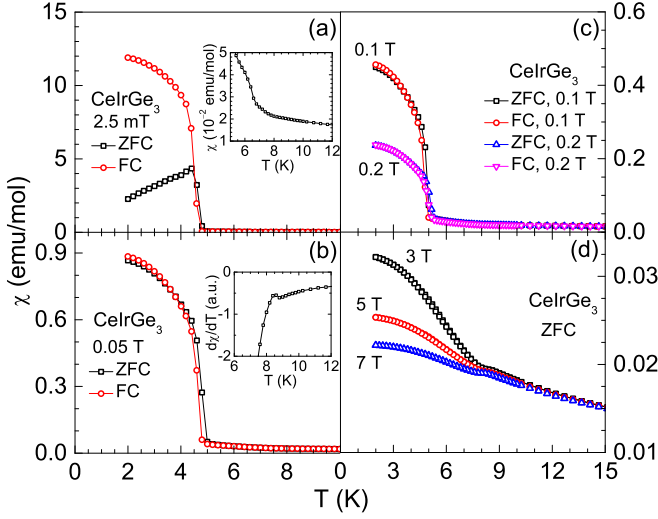 (a)
15
10
5
0
CeIrGe3
2.5 mT
ZFC
FC
5
4
3
2
1
χ (10-2 emu/mol)
6 8 10 12
T (K)
(c)
0.6
0.4
0.2
0.0
0.1 T
0.2 T
CeIrGe3
ZFC, 0.1 T
FC, 0.1 T
ZFC, 0.2 T
FC, 0.2 T
χ (emu/mol)
(b)
0.9
0.6
0.3
0.0
CeIrGe3
0.05 T
ZFC
FC
0
-1
-2
dχ/dT (a.u.)
6 8 10 12
T (K)
0 2 4 6 8
(d)
3 T
5 T
7 T
CeIrGe3
ZFC
0.03
0.02
0.01
0 3 6 9 12 15
T (K)